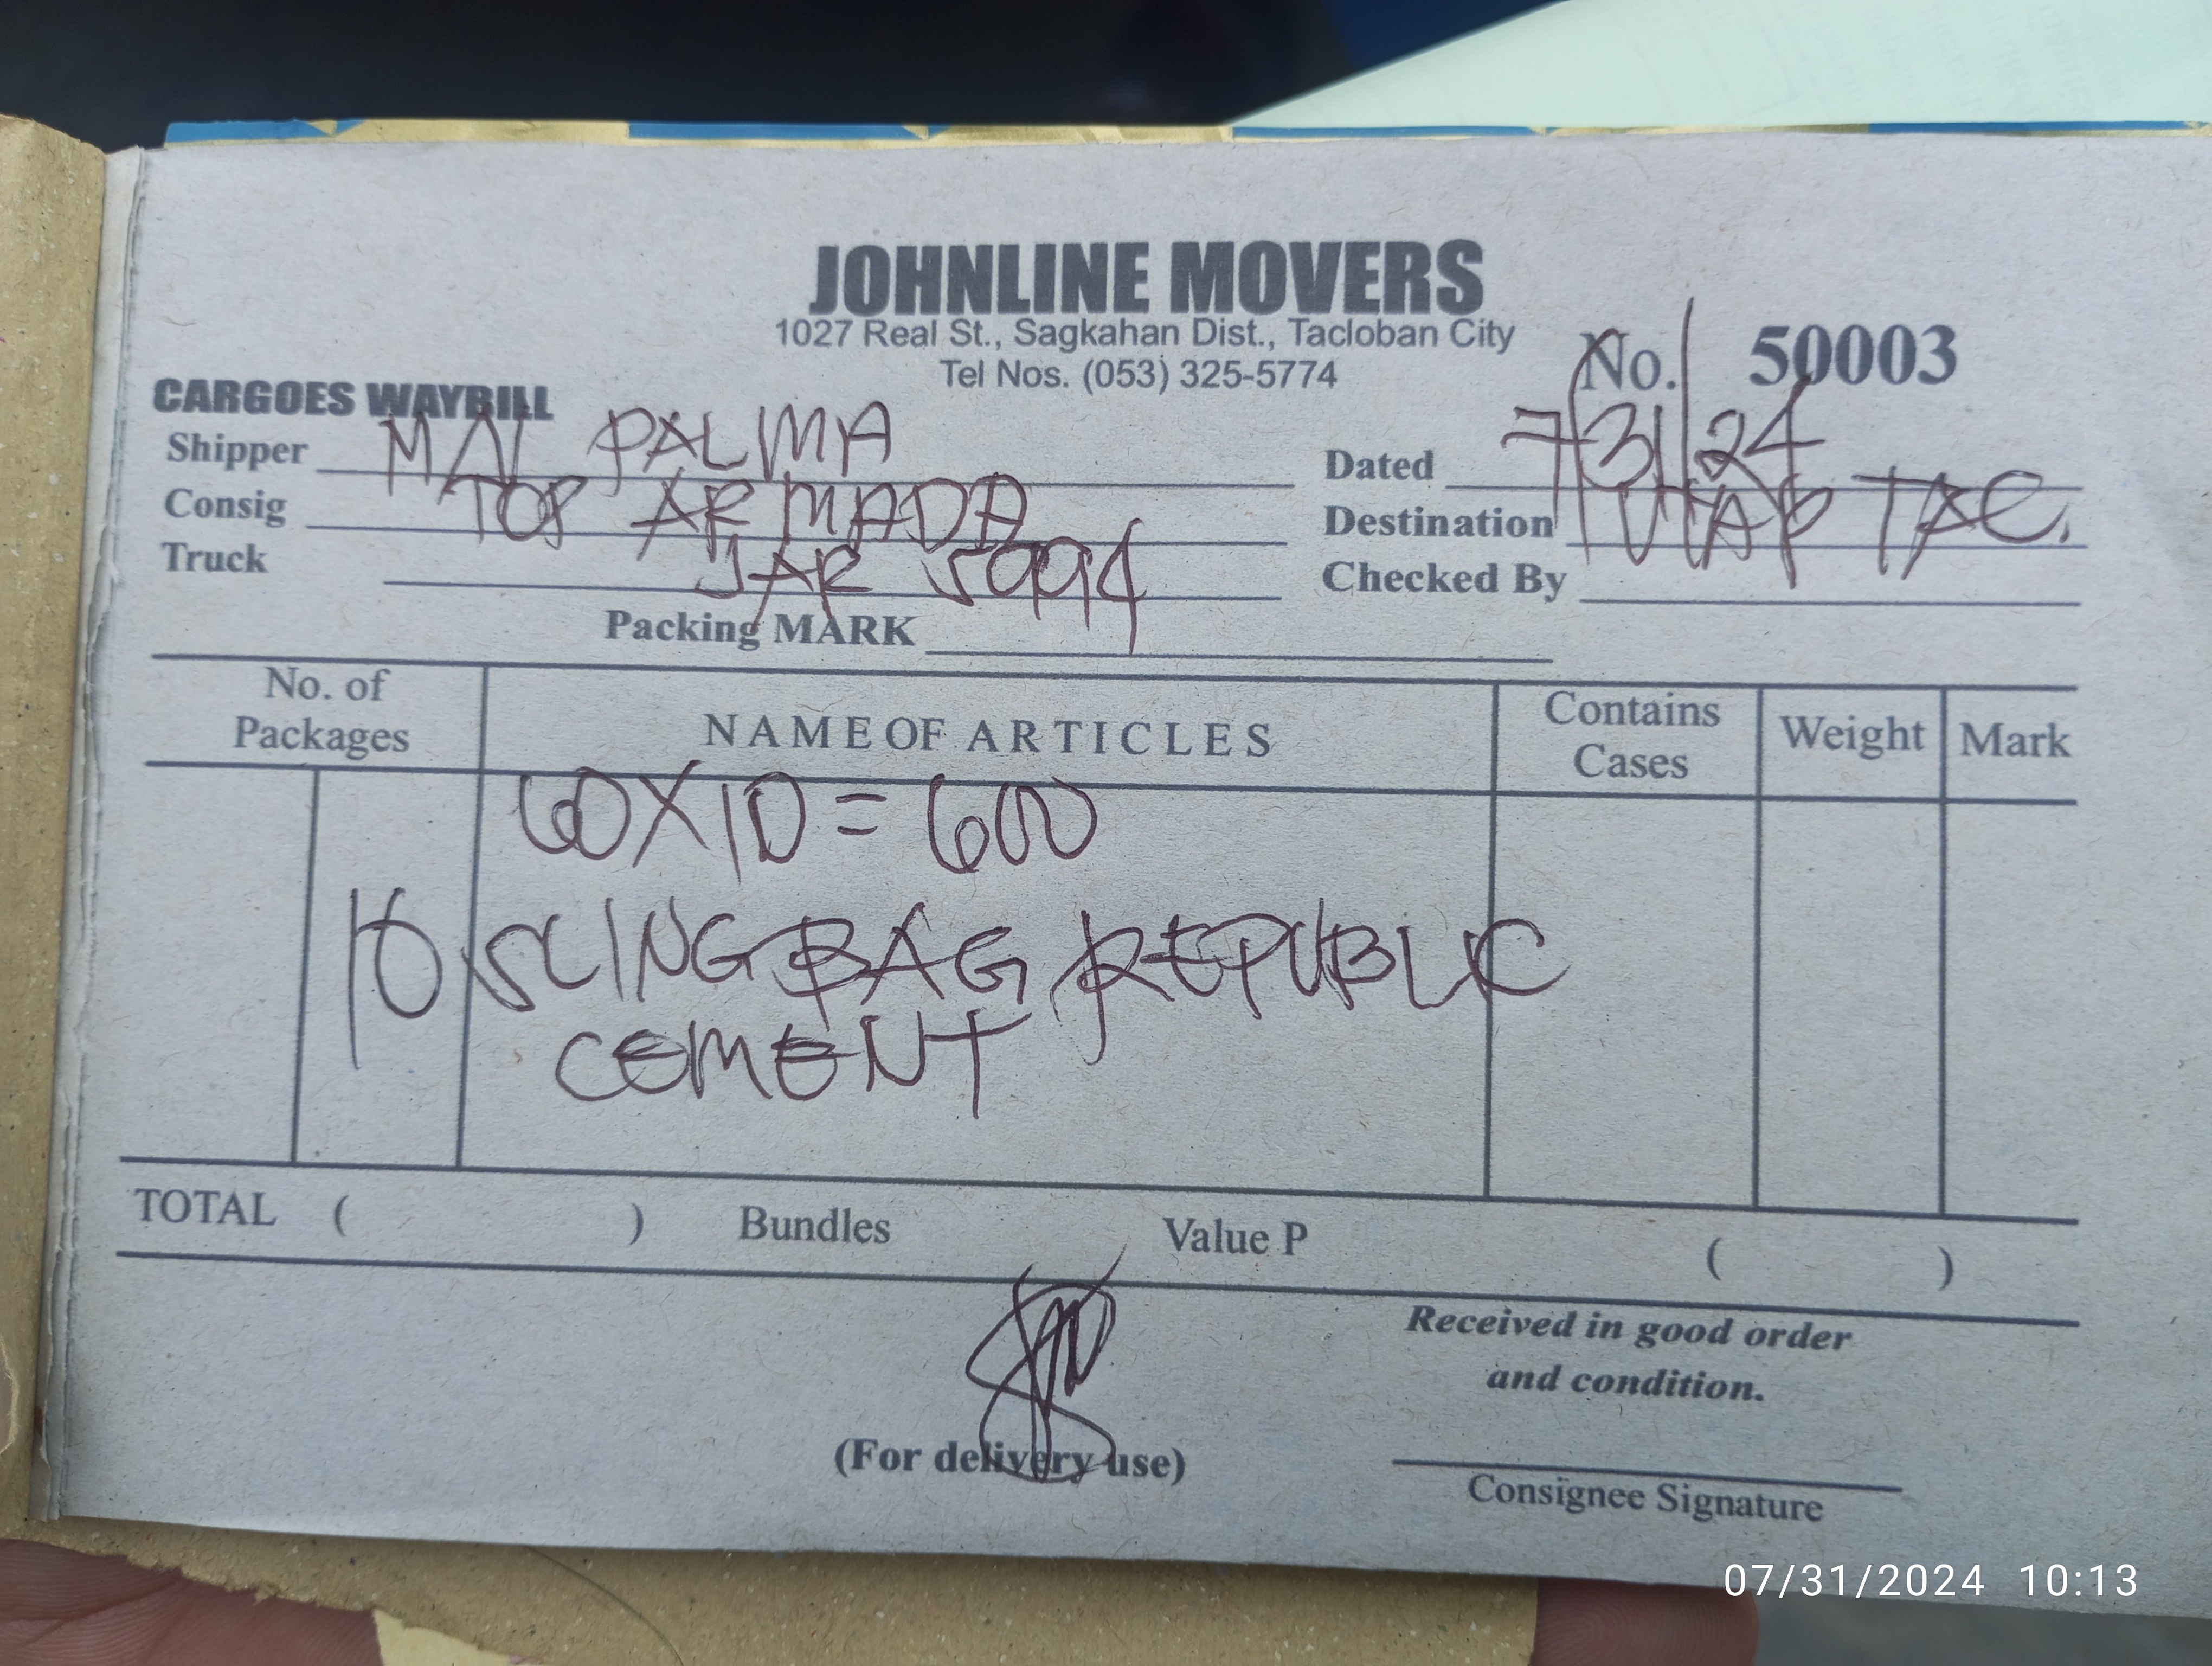 JOHNLINE MOVERS
1027 Real St., Sagkahan Dist., Tacloban City
Tel Nos. (053) 325-5774
No. 50003
CARGOES WAYBILL
Shipper MV PALMA
Dated 7/31/24
Consig TOP ARMADA
Destination TAC.
Truck JAR 5094
Checked By
Packing MARK
No. of Packages NAME OF ARTICLES Contains Cases Weight Mark
60X10 = 600
10 SLING BAG REPUBLIC
CEMENT
TOTAL ( ) Bundles Value P ( )
Received in good order
and condition.
(For delivery use)
Consignee Signature
07/31/2024 10:13